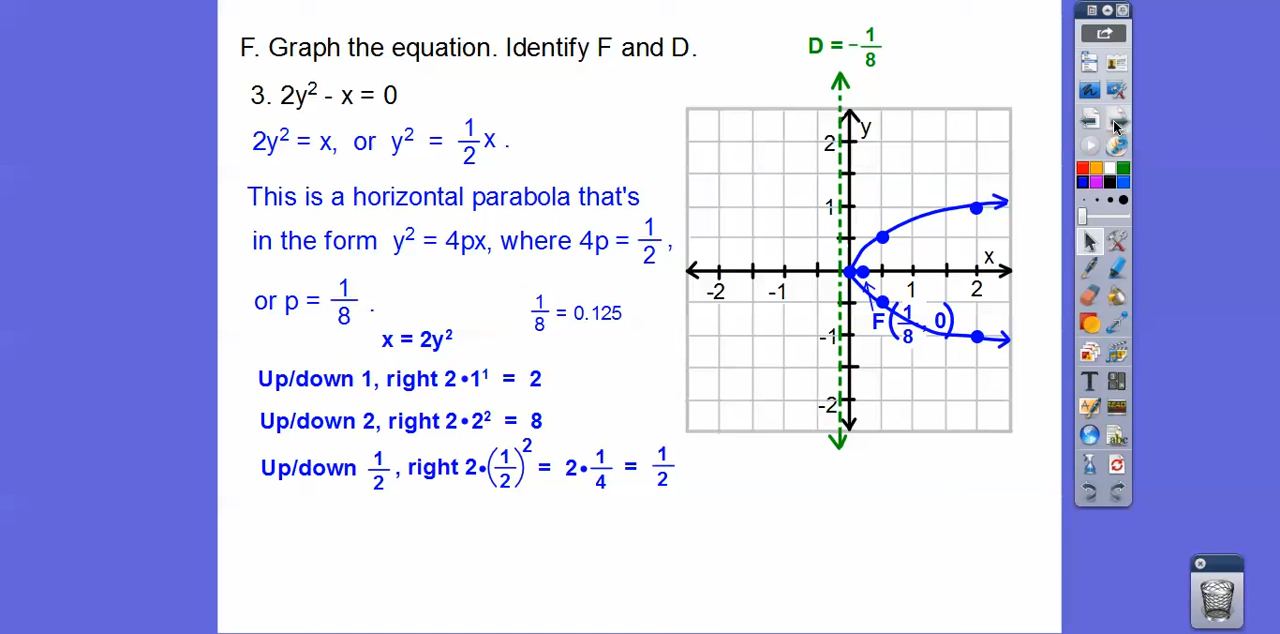 F. Graph the equation. Identify F and D.
D = -1/8
3. 2y² - x = 0
2y² = x, or y² = 1/2 x .
This is a horizontal parabola that's
in the form y² = 4px, where 4p = 1/2 ,
or p = 1/8 .
1/8 = 0.125
x = 2y²
Up/down 1, right 2•1¹ = 2
Up/down 2, right 2•2² = 8
Up/down 1/2 , right 2•(1/2)² = 2•1/4 = 1/2
y
2
1
x
-2 -1 1 2
F(1/8 , 0)
-1
-2
T
abc